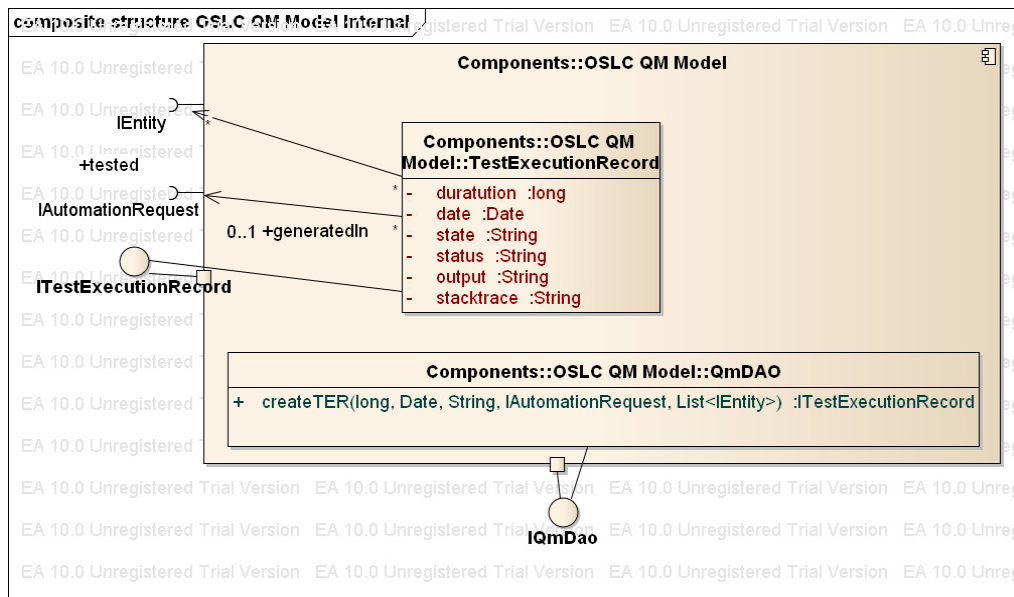 composite structure OSLC QM Model Internal
Components::OSLC QM Model
IEntity
*
+tested
IAutomationRequest
0..1 +generatedIn
*
*
ITestExecutionRecord
Components::OSLC QM
Model::TestExecutionRecord
- duratution :long
- date :Date
- state :String
- status :String
- output :String
- stacktrace :String
Components::OSLC QM Model::QmDAO
+ createTER(long, Date, String, IAutomationRequest, List<IEntity>) :ITestExecutionRecord
IQmDao
EA 10.0 Unregistered Trial Version